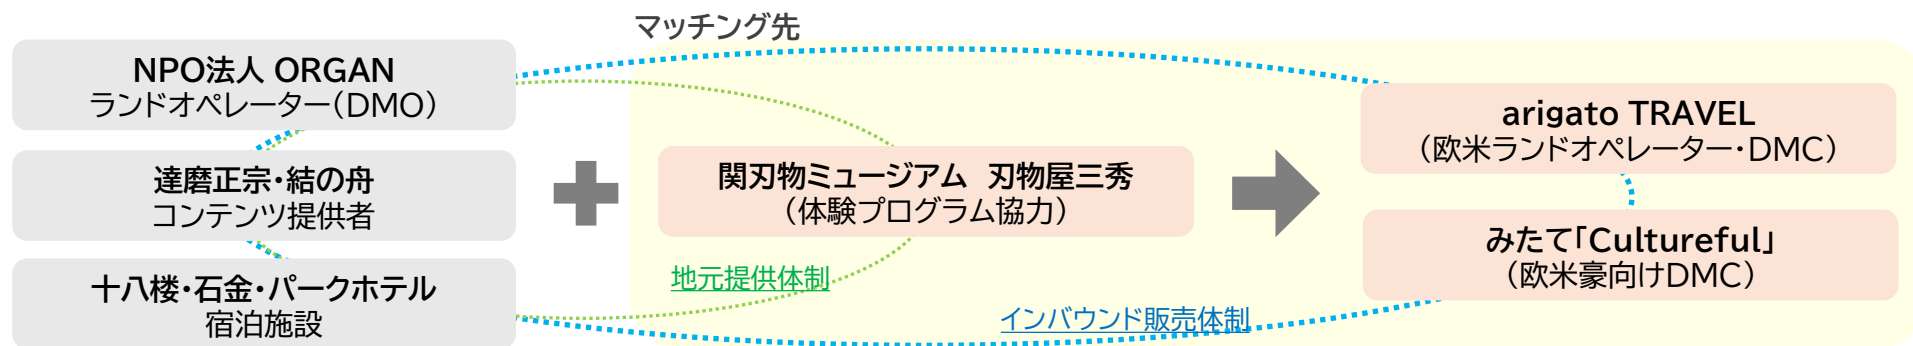 マッチング先
NPO法人 ORGAN
ランドオペレーター(DMO)
達磨正宗・結の舟
コンテンツ提供者
十八楼・石金・パークホテル
宿泊施設
関刃物ミュージアム 刃物屋三秀
(体験プログラム協力)
地元提供体制
インバウンド販売体制
arigato TRAVEL
(欧米ランドオペレーター・DMC)
みたて「Cultureful」
(欧米豪向けDMC)